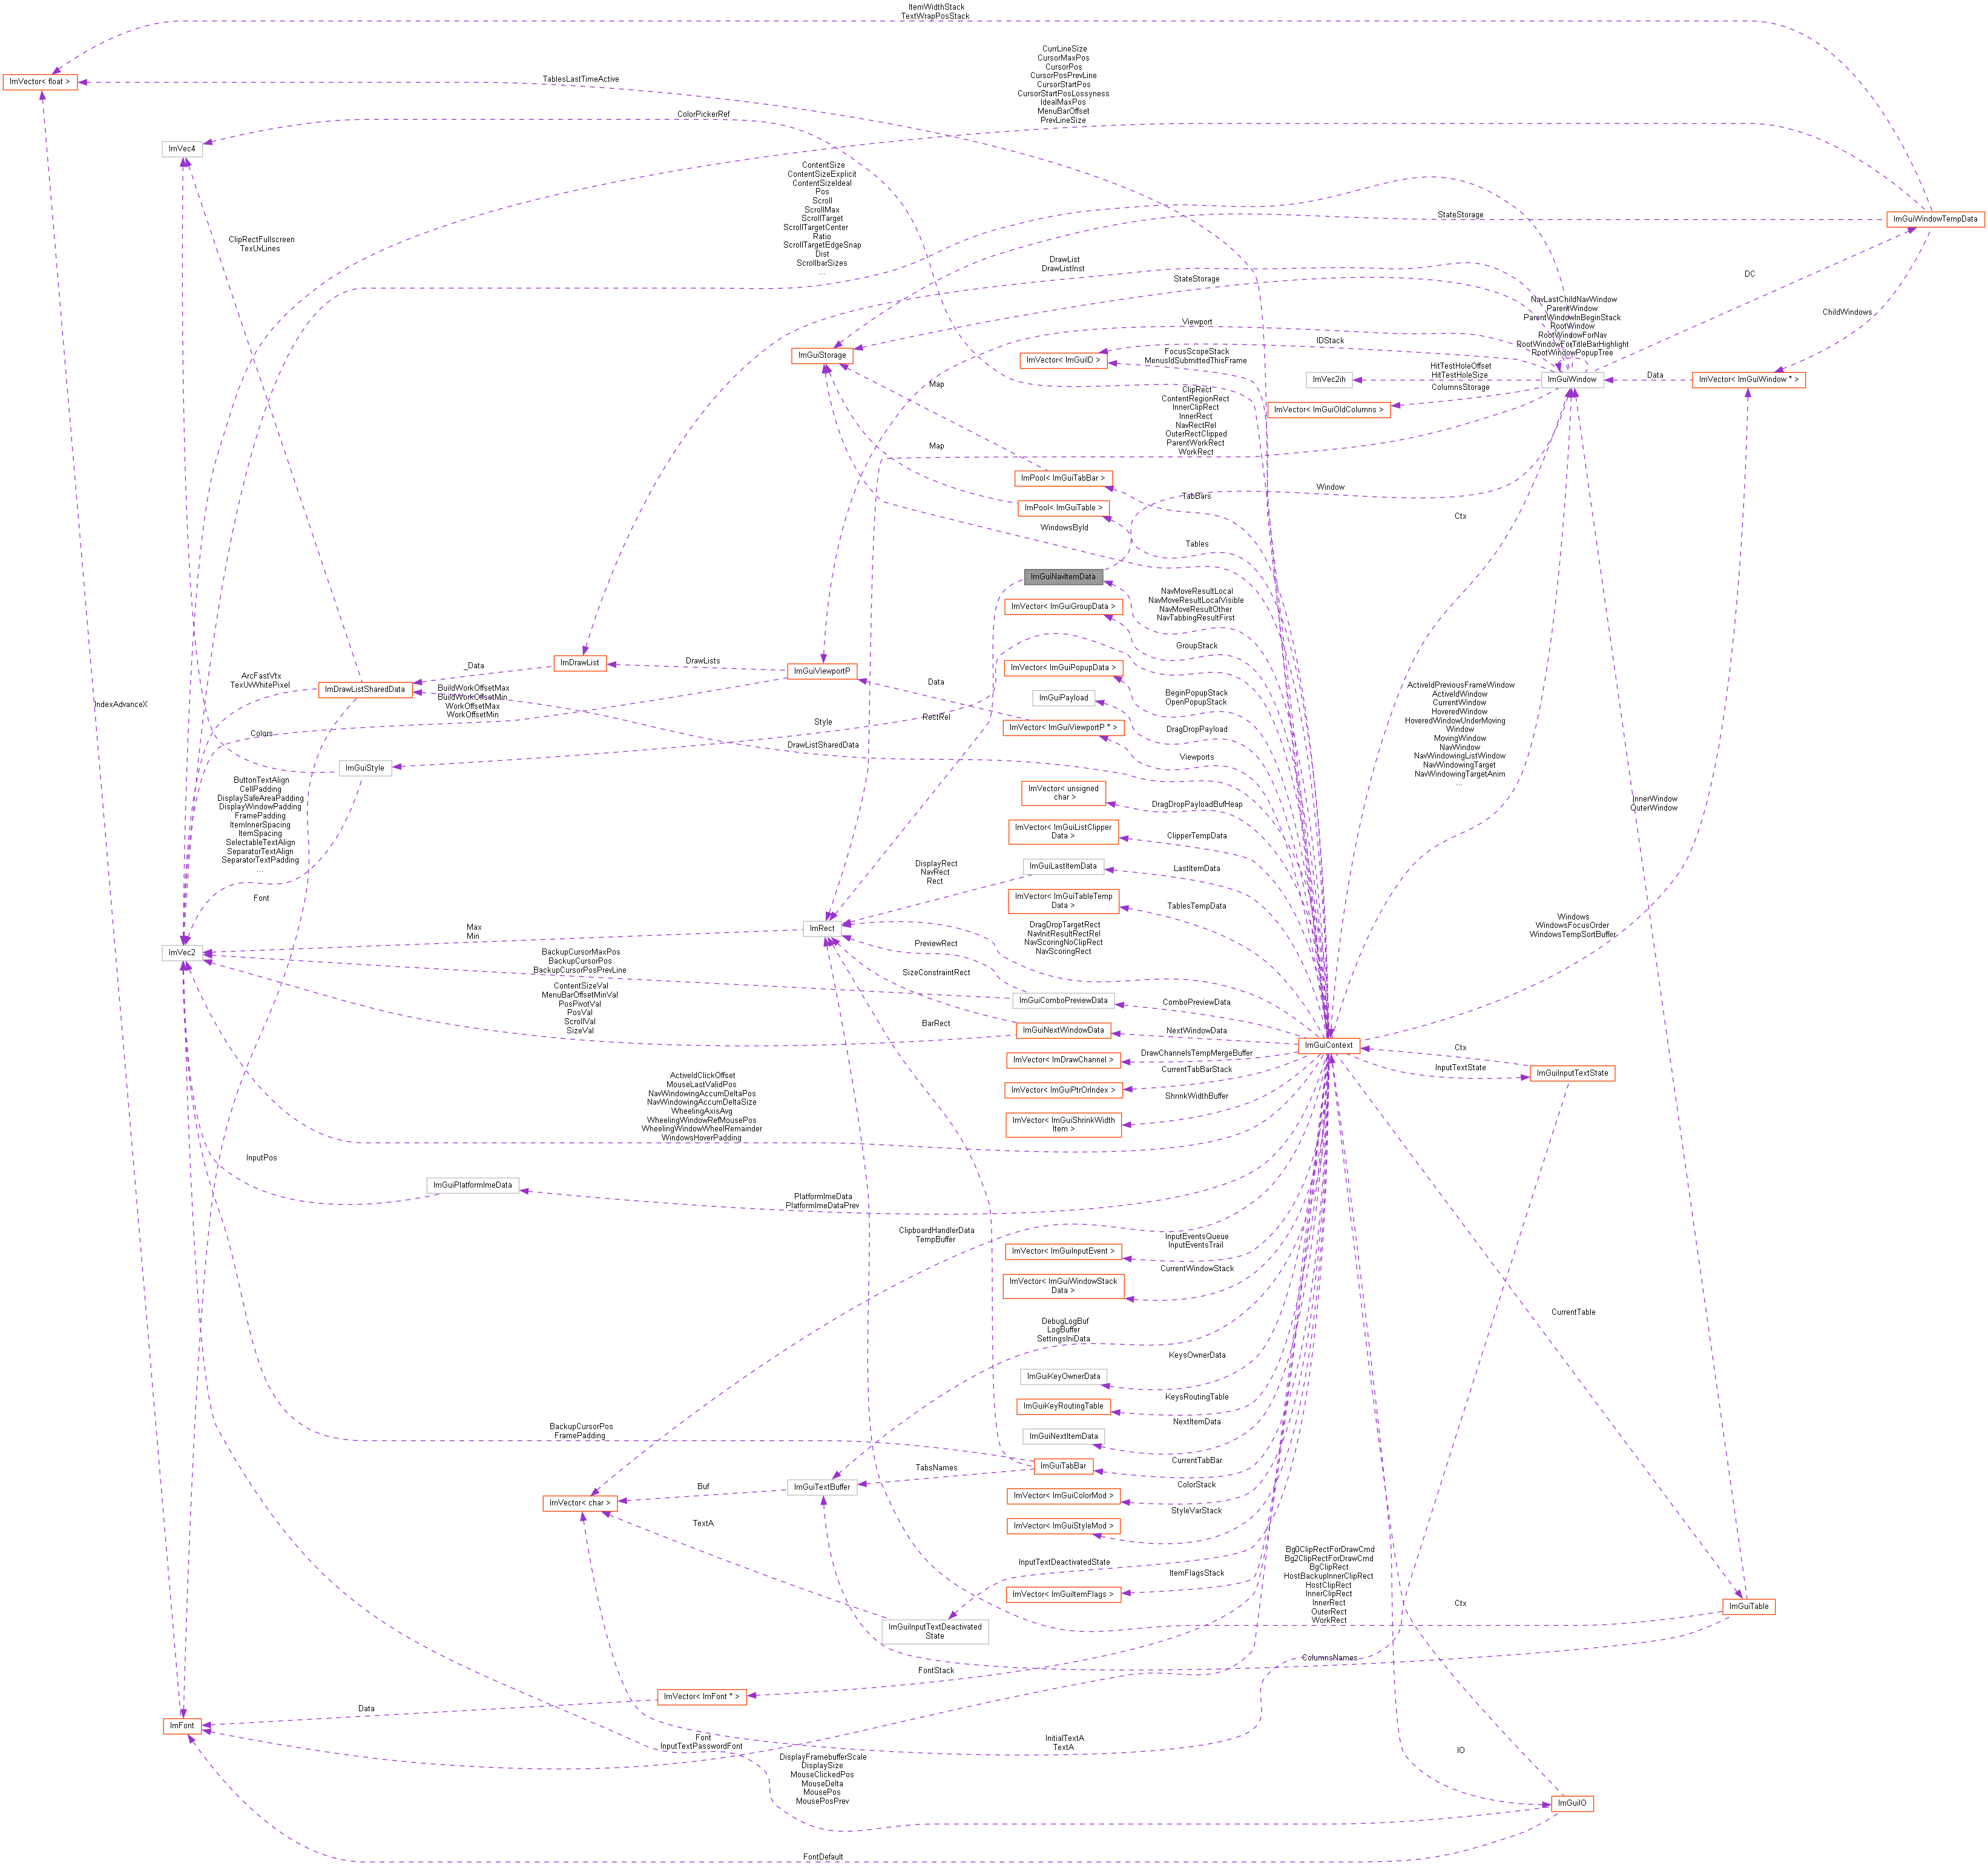 ItemWidthStack
TextWrapPosStack
CurrLineSize
CursorMaxPos
CursorPos
CursorPosPrevLine
CursorStartPos
CursorStartPosLossyness
IdealMaxPos
MenuBarOffset
PrevLineSize
ImVector< float >
TablesLastTimeActive
ColorPickerRef
ImVec4
ContentSize
ContentSizeExplicit
ContentSizeIdeal
Pos
Scroll
ScrollMax
ScrollTarget
ScrollTargetCenter
Ratio
ScrollTargetEdgeSnap
Dist
ScrollbarSizes
...
ImGuiWindowTempData
StateStorage
ClipRectFullscreen
TexUvLines
DrawList
DrawListInst
StateStorage
DC
NavLastChildNavWindow
ParentWindow
ParentWindowInBeginStack
RootWindow
RootWindowForNav
RootWindowForTitleBarHighlight
RootWindowPopupTree
ChildWindows
Viewport
IDStack
ImGuiStorage
ImVector< ImGuiID >
FocusScopeStack
MenusIdSubmittedThisFrame
HitTestHoleOffset
HitTestHoleSize
ImVec2ih
ImGuiWindow
Data
ImVector< ImGuiWindow * >
Map
ColumnsStorage
ClipRect
ContentRegionRect
InnerClipRect
InnerRect
NavRectRel
OuterRectClipped
ParentWorkRect
WorkRect
ImVector< ImGuiOldColumns >
Map
ImPool< ImGuiTabBar >
Window
TabBars
ImPool< ImGuiTable >
Ctx
WindowsById
Tables
ImGuiNavItemData
NavMoveResultLocal
NavMoveResultLocalVisible
NavMoveResultOther
NavTabbingResultFirst
ImVector< ImGuiGroupData >
GroupStack
ImDrawList
_Data
DrawLists
ImGuiViewportP
ImVector< ImGuiPopupData >
ArcFastVtx
TexUvWhitePixel
ImDrawListSharedData
BuildWorkOffsetMax
BuildWorkOffsetMin
WorkOffsetMax
WorkOffsetMin
Data
ImGuiPayload
BeginPopupStack
OpenPopupStack
ActiveIdPreviousFrameWindow
ActiveIdWindow
CurrentWindow
HoveredWindow
HoveredWindowUnderMoving
Window
MovingWindow
NavWindow
NavWindowingListWindow
NavWindowingTarget
NavWindowingTargetAnim
...
IndexAdvanceX
Colors
Style
RectRel
ImVector< ImGuiViewportP * >
DragDropPayload
DrawListSharedData
Viewports
ImGuiStyle
ButtonTextAlign
CellPadding
DisplaySafeAreaPadding
DisplayWindowPadding
FramePadding
ItemInnerSpacing
ItemSpacing
SelectableTextAlign
SeparatorTextAlign
SeparatorTextPadding
...
ImVector< unsigned
char >
DragDropPayloadBufHeap
InnerWindow
OuterWindow
ImVector< ImGuiListClipper
Data >
ClipperTempData
DisplayRect
NavRect
Rect
ImGuiLastItemData
LastItemData
Font
ImVector< ImGuiTableTemp
Data >
TablesTempData
Max
Min
ImRect
DragDropTargetRect
NavInitResultRectRel
NavScoringNoClipRect
NavScoringRect
Windows
WindowsFocusOrder
WindowsTempSortBuffer
ImVec2
BackupCursorMaxPos
BackupCursorPos
BackupCursorPosPrevLine
PreviewRect
SizeConstraintRect
ContentSizeVal
MenuBarOffsetMinVal
PosPivotVal
PosVal
ScrollVal
SizeVal
ImGuiComboPreviewData
ComboPreviewData
BarRect
ImGuiNextWindowData
NextWindowData
ImGuiContext
Ctx
InputTextState
ImGuiInputTextState
ImVector< ImDrawChannel >
DrawChannelsTempMergeBuffer
CurrentTabBarStack
ActiveIdClickOffset
MouseLastValidPos
NavWindowingAccumDeltaPos
NavWindowingAccumDeltaSize
WheelingAxisAvg
WheelingWindowRefMousePos
WheelingWindowWheelRemainder
WindowsHoverPadding
ImVector< ImGuiPtrOrIndex >
ShrinkWidthBuffer
ImVector< ImGuiShrinkWidth
Item >
InputPos
ImGuiPlatformImeData
PlatformImeData
PlatformImeDataPrev
ClipboardHandlerData
TempBuffer
InputEventsQueue
InputEventsTrail
ImVector< ImGuiInputEvent >
CurrentWindowStack
ImVector< ImGuiWindowStack
Data >
CurrentTable
DebugLogBuf
LogBuffer
SettingsIniData
KeysOwnerData
ImGuiKeyOwnerData
KeysRoutingTable
ImGuiKeyRoutingTable
NextItemData
BackupCursorPos
FramePadding
ImGuiNextItemData
CurrentTabBar
TabsNames
ImGuiTabBar
ColorStack
Buf
ImGuiTextBuffer
ImVector< char >
ImVector< ImGuiColorMod >
StyleVarStack
TextA
ImVector< ImGuiStyleMod >
InputTextDeactivatedState
ItemFlagsStack
Bg0ClipRectForDrawCmd
Bg2ClipRectForDrawCmd
BgClipRect
HostBackupInnerClipRect
HostClipRect
InnerClipRect
InnerRect
OuterRect
WorkRect
ImVector< ImGuiItemFlags >
Ctx
ImGuiTable
ImGuiInputTextDeactivated
State
FontStack
ColumnsNames
ImVector< ImFont * >
Data
ImFont
Font
InputTextPasswordFont
InitialTextA
TextA
IO
DisplayFramebufferScale
DisplaySize
MouseClickedPos
MouseDelta
MousePos
MousePosPrev
ImGuiIO
FontDefault